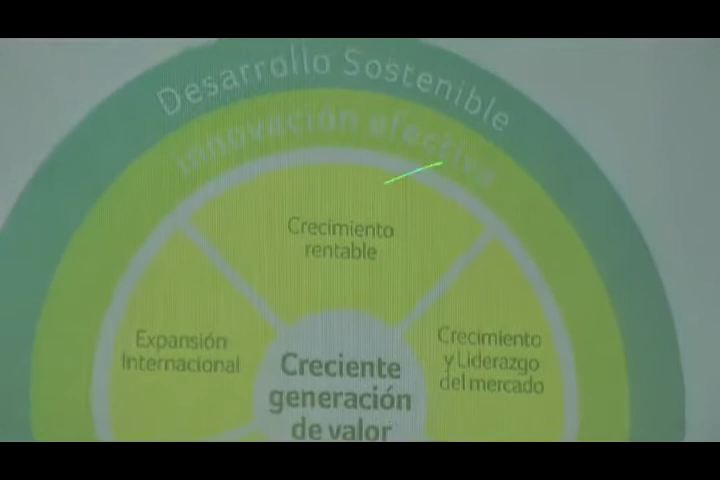 Desarrollo Sostenible
innovación efectiva
Crecimiento
rentable
Expansión
Internacional
Crecimiento
y Liderazgo
del mercado
Creciente
generación
de valor